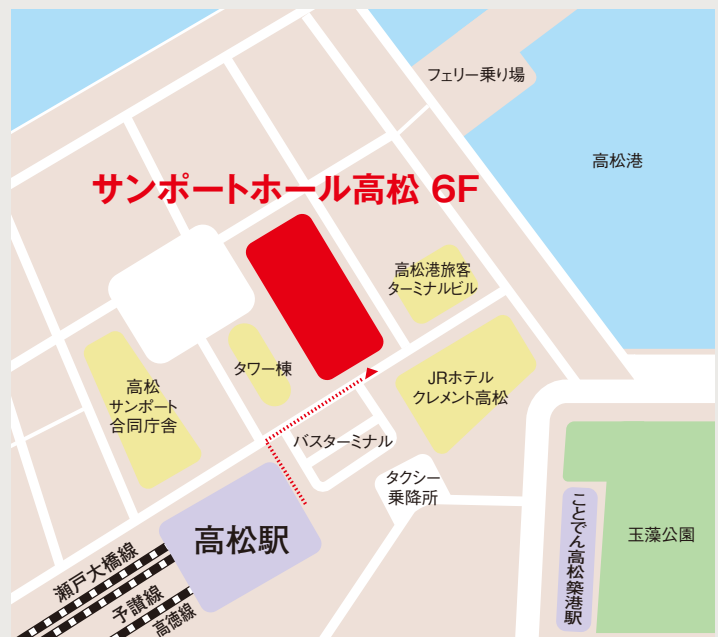 フェリー乗り場
高松港
サンポートホール高松 6F
高松港旅客
ターミナルビル
タワー棟
JRホテル
クレメント高松
高松
サンポート
合同庁舎
バスターミナル
タクシー
乗降所
高松駅
ことでん高松築港駅
玉藻公園
瀬戸大橋線
予讃線
高徳線